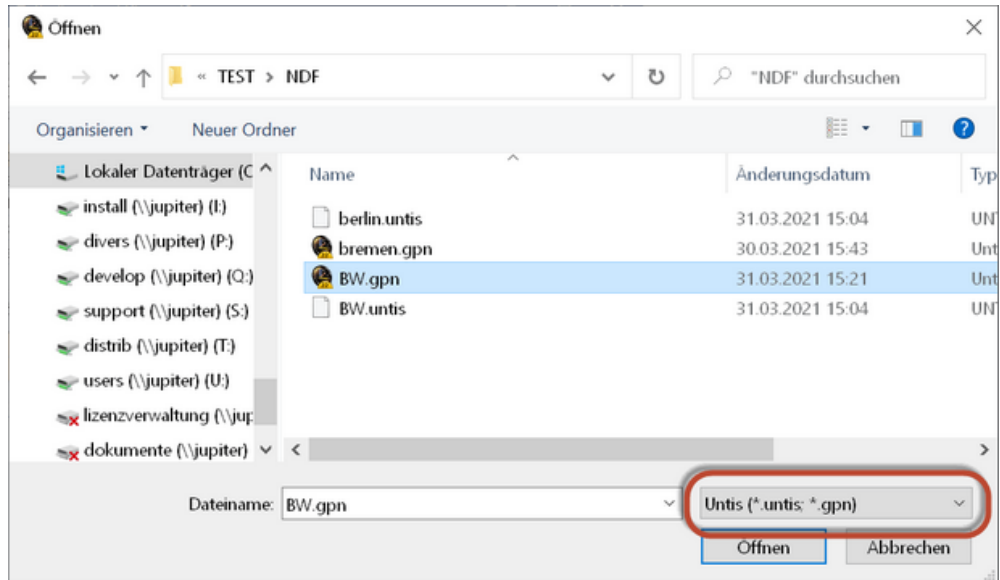 Öffnen
« TEST > NDF
"NDF" durchsuchen
Organisieren
Neuer Ordner
Lokaler Datenträger (C
Name
Änderungsdatum
Typ
install (\\jupiter) (I:)
berlin.untis
31.03.2021 15:04
UNT
divers (\\jupiter) (P:)
bremen.gpn
30.03.2021 15:43
Unt
develop (\\jupiter) (Q:)
BW.gpn
31.03.2021 15:21
Unt
support (\\jupiter) (S:)
BW.untis
31.03.2021 15:04
UNT
distrib (\\jupiter) (T:)
users (\\jupiter) (U:)
lizenzverwaltung (\\jup
dokumente (\\jupiter)
Dateiname:
BW.gpn
Untis (*.untis; *.gpn)
Öffnen
Abbrechen